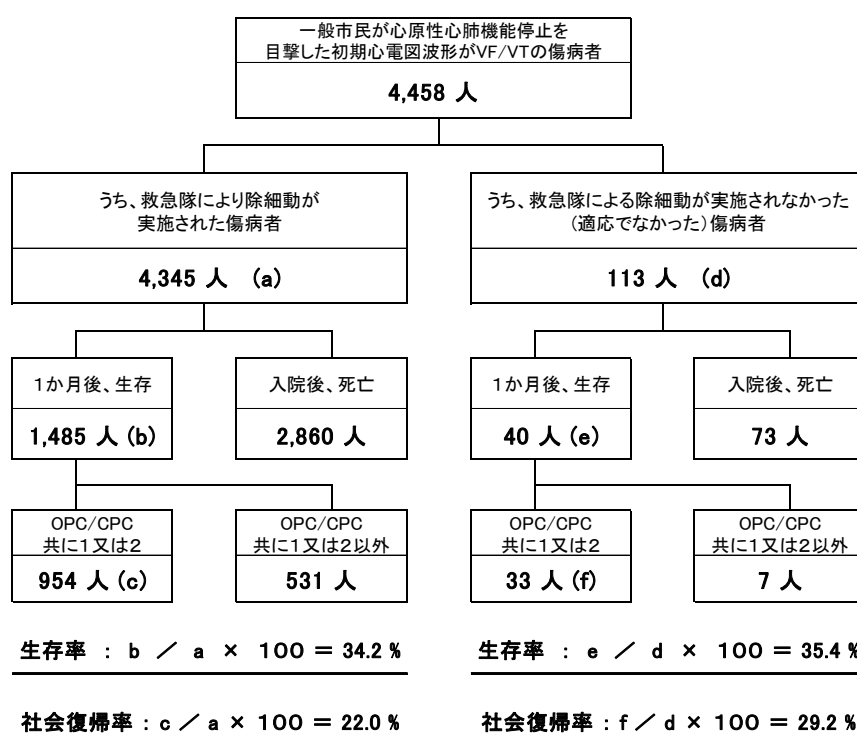 一般市民が心原性心肺機能停止を
目撃した初期心電図波形がVF/VTの傷病者
4,458 人
うち、救急隊により除細動が
実施された傷病者
4,345 人 (a)
うち、救急隊による除細動が実施されなかった
(適応でなかった)傷病者
113 人 (d)
1か月後、生存
1,485 人 (b)
入院後、死亡
2,860 人
1か月後、生存
40 人 (e)
入院後、死亡
73 人
OPC/CPC
共に1又は2
954 人 (c)
OPC/CPC
共に1又は2以外
531 人
OPC/CPC
共に1又は2
33 人 (f)
OPC/CPC
共に1又は2以外
7 人
生存率 : b / a × 100 = 34.2 %
生存率 : e / d × 100 = 35.4 %
社会復帰率 : c / a × 100 = 22.0 %
社会復帰率 : f / d × 100 = 29.2 %